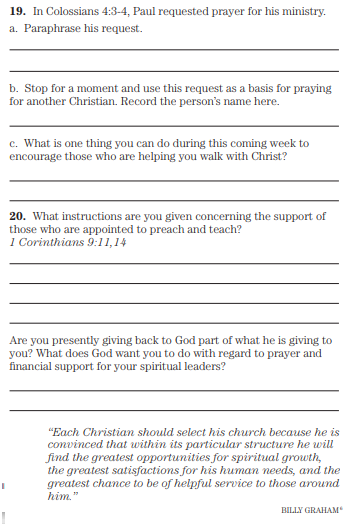 19. In Colossians 4:3-4, Paul requested prayer for his ministry.
a. Paraphrase his request.
b. Stop for a moment and use this request as a basis for praying
for another Christian. Record the person's name here.
c. What is one thing you can do during this coming week to
encourage those who are helping you walk with Christ?
20. What instructions are you given concerning the support of
those who are appointed to preach and teach?
1 Corinthians 9:11,14
Are you presently giving back to God part of what he is giving to
you? What does God want you to do with regard to prayer and
financial support for your spiritual leaders?
"Each Christian should select his church because he is
convinced that within its particular structure he will
find the greatest opportunities for spiritual growth,
the greatest satisfactions for his human needs, and the
greatest chance to be of helpful service to those around
him."
BILLY GRAHAM